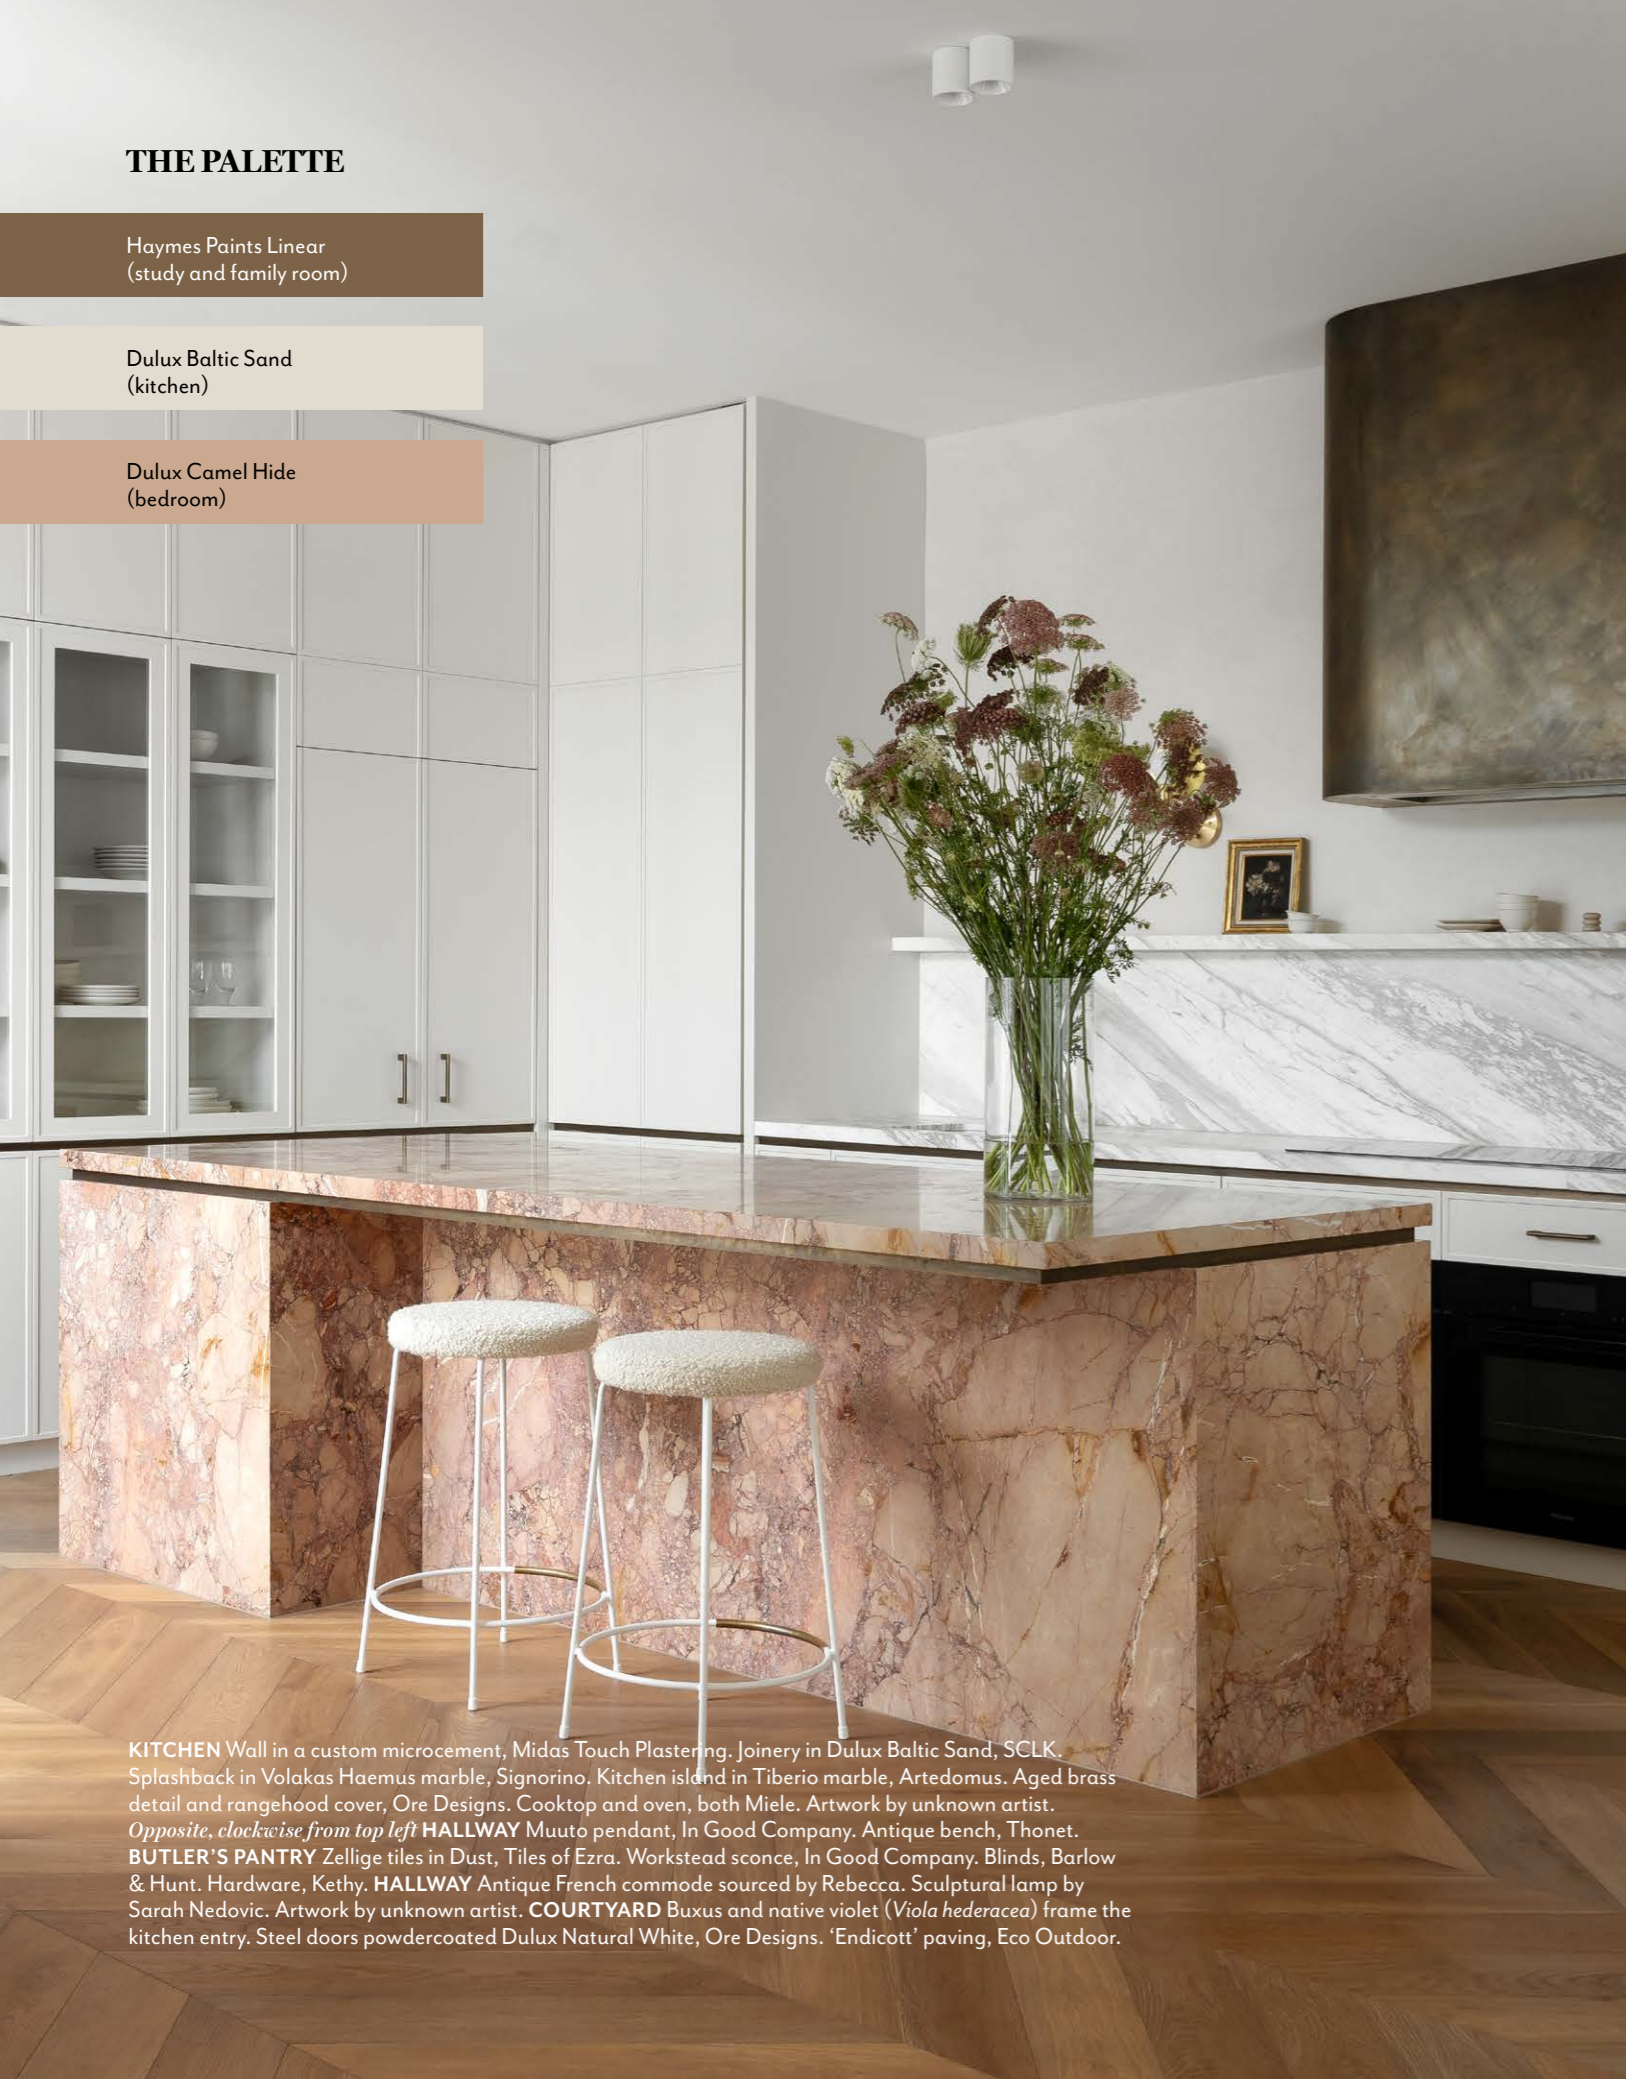 THE PALETTE
Haymes Paints Linear
(study and family room)
Dulux Baltic Sand
(kitchen)
Dulux Camel Hide
(bedroom)
KITCHEN Wall in a custom microcement, Midas Touch Plastering. Joinery in Dulux Baltic Sand, SCLK.
Splashback in Volakas Haemus marble, Signorino. Kitchen island in Tiberio marble, Artedomus. Aged brass
detail and rangehood cover, Ore Designs. Cooktop and oven, both Miele. Artwork by unknown artist.
Opposite, clockwise from top left HALLWAY Muuto pendant, In Good Company. Antique bench, Thonet.
BUTLER’S PANTRY Zellige tiles in Dust, Tiles of Ezra. Workstead sconce, In Good Company. Blinds, Barlow
& Hunt. Hardware, Kethy. HALLWAY Antique French commode sourced by Rebecca. Sculptural lamp by
Sarah Nedovic. Artwork by unknown artist. COURTYARD Buxus and native violet (Viola hederacea) frame the
kitchen entry. Steel doors powdercoated Dulux Natural White, Ore Designs. ‘Endicott’ paving, Eco Outdoor.